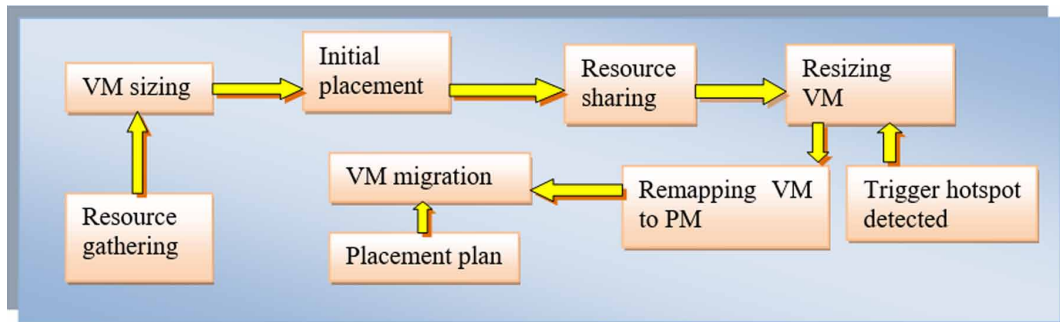 VM sizing
Initial
placement
Resource
sharing
Resizing
VM
VM migration
Remapping VM
to PM
Trigger hotspot
detected
Resource
gathering
Placement plan